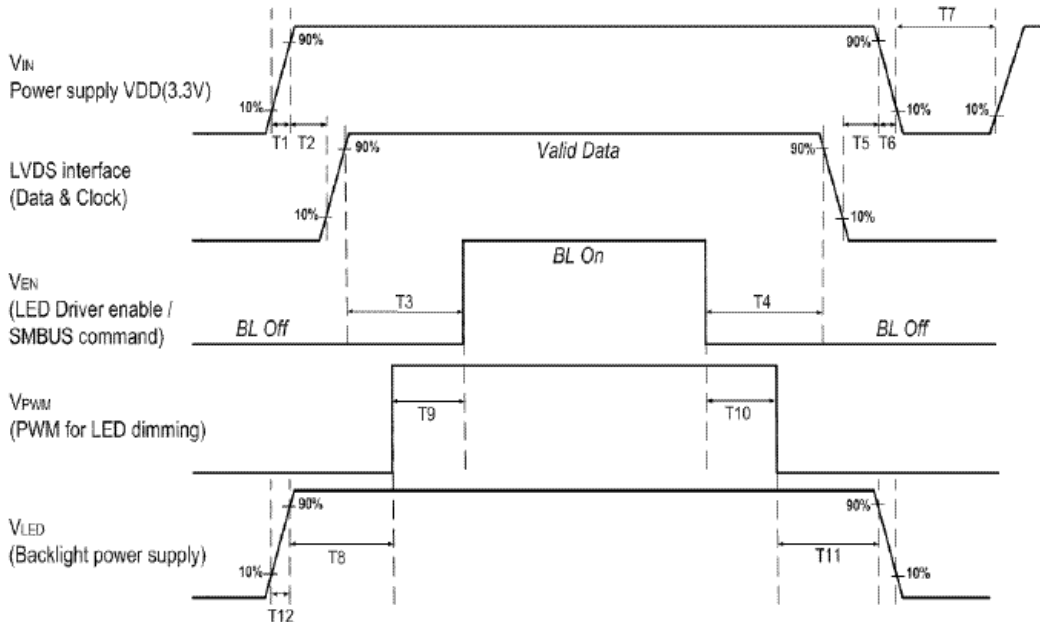 T7
90%
90%
VIN
Power supply VDD(3.3V)
10%
10%
10%
T1
T2
T5
T6
LVDS interface
(Data & Clock)
90%
Valid Data
90%
10%
10%
VEN
(LED Driver enable /
SMBUS command)
BL On
T3
T4
BL Off
BL Off
VPWM
(PWM for LED dimming)
T9
T10
VLED
(Backlight power supply)
90%
90%
T8
T11
10%
10%
T12